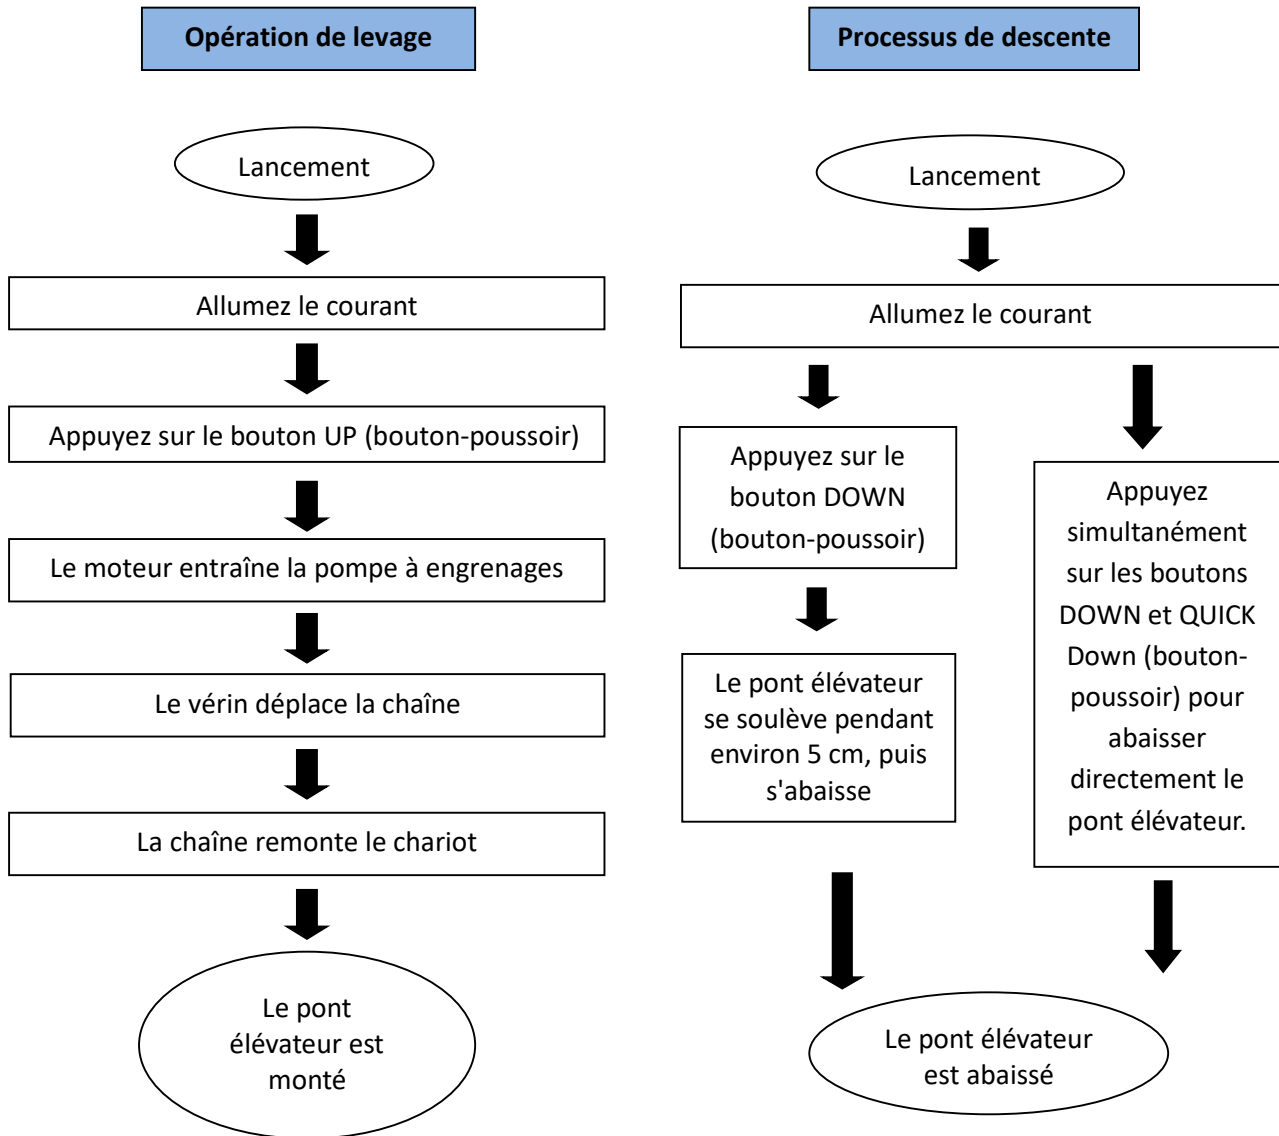 Opération de levage
Lancement
Allumez le courant
Appuyez sur le bouton UP (bouton-poussoir)
Le moteur entraîne la pompe à engrenages
Le vérin déplace la chaîne
La chaîne remonte le chariot
Le pont
élévateur est
monté
Processus de descente
Lancement
Allumez le courant
Appuyez sur le
bouton DOWN
(bouton-poussoir)
Le pont élévateur
se soulève pendant
environ 5 cm, puis
s'abaisse
Appuyez
simultanément
sur les boutons
DOWN et QUICK
Down (bouton-
poussoir) pour
abaisser
directement le
pont élévateur.
Le pont élévateur
est abaissé